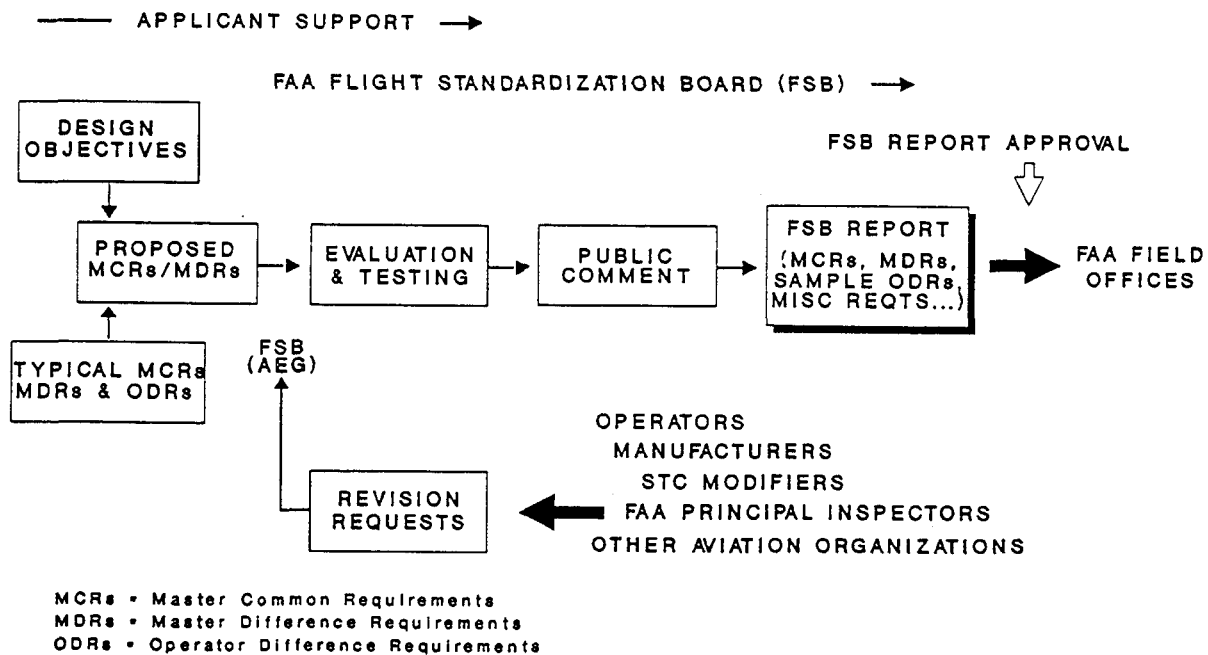 APPLICANT SUPPORT
FAA FLIGHT STANDARDIZATION BOARD (FSB)
DESIGN
OBJECTIVES
FSB REPORT APPROVAL
PROPOSED
MCRs/MDRs
EVALUATION
& TESTING
PUBLIC
COMMENT
FSB REPORT
(MCRs, MDRs,
SAMPLE ODRs,
MISC REQTS...)
FAA FIELD
OFFICES
TYPICAL MCRs
MDRs & ODRs
FSB
(AEG)
OPERATORS
MANUFACTURERS
STC MODIFIERS
FAA PRINCIPAL INSPECTORS
OTHER AVIATION ORGANIZATIONS
REVISION
REQUESTS
MCRs = Master Common Requirements
MDRs = Master Difference Requirements
ODRs = Operator Difference Requirements